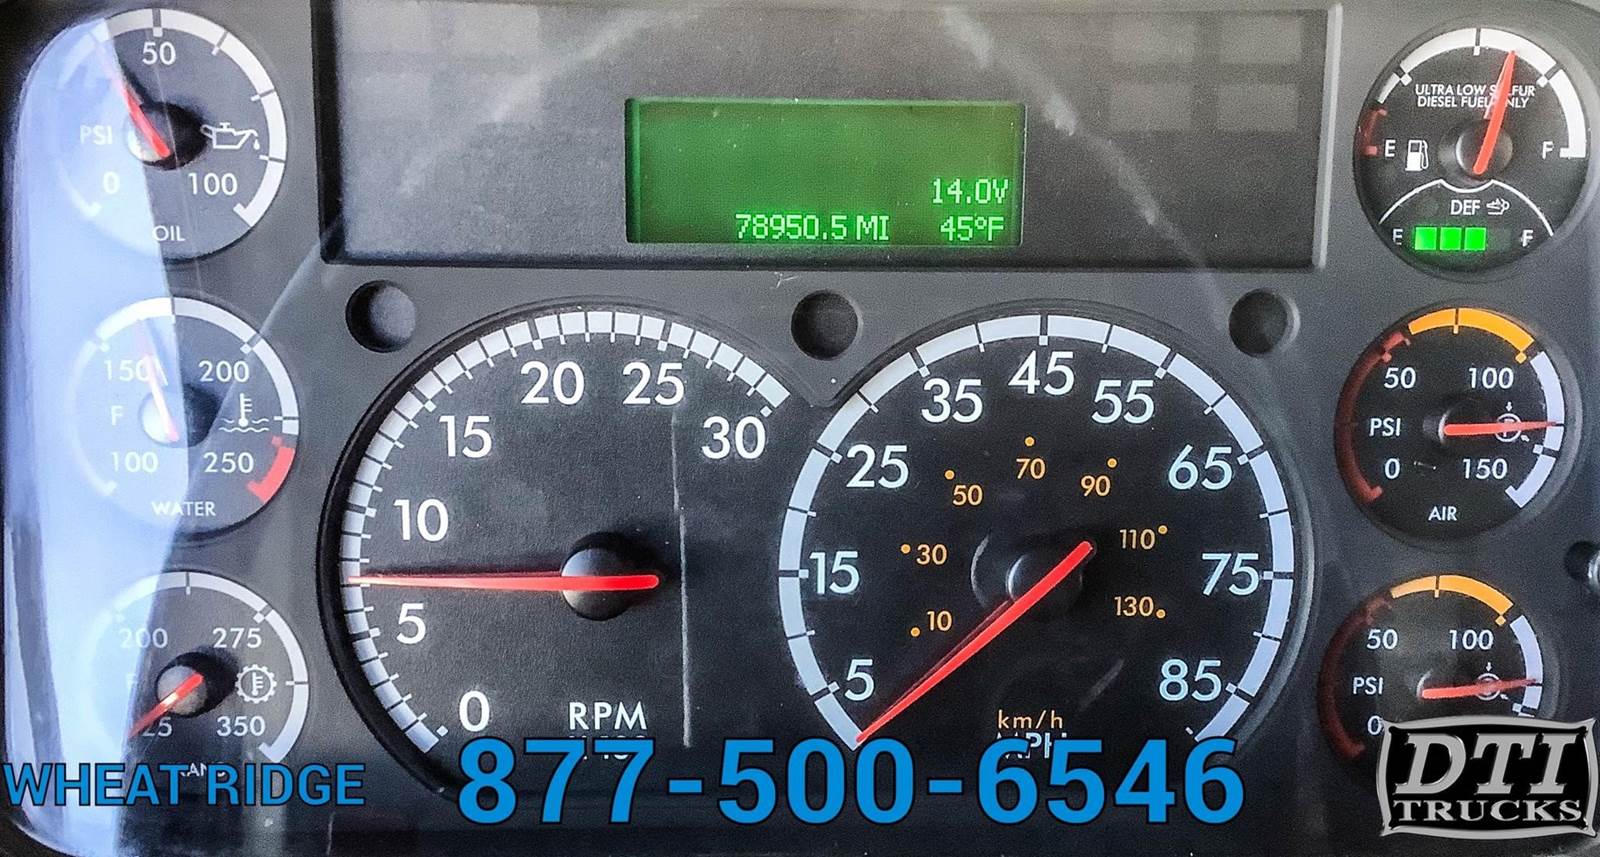 50
PSI
0 100
OIL
14.0V
78950.5 MI 45°F
ULTRA LOW SULFUR
DIESEL FUEL ONLY
E F
DEF
E F
150 200
F
100 250
WATER
0 5 10 15 20 25 30
RPM
5 15 25 35 45 55 65 75 85
10 30 50 70 90 110 130
km/h
MPH
50 100
PSI
0 150
AIR
200 275
350
50 100
PSI
0
WHEAT RIDGE
877-500-6546
DTI
TRUCKS